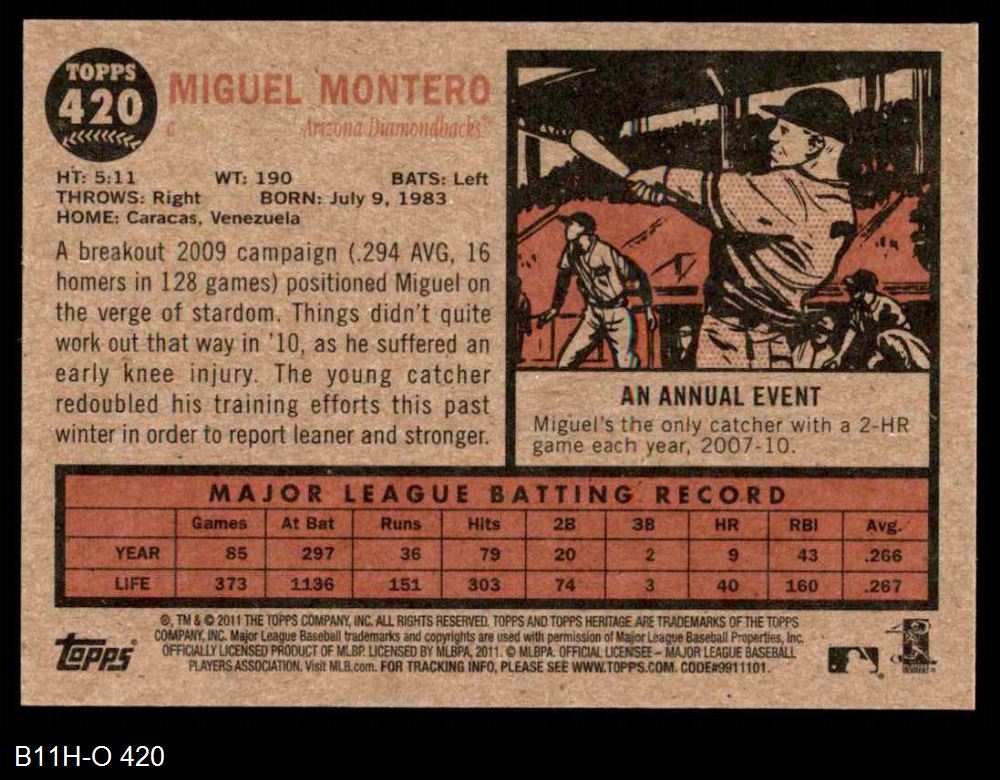 TOPPS
420
MIGUEL MONTERO
c Arizona Diamondbacks®
HT: 5:11 WT: 190 BATS: Left
THROWS: Right BORN: July 9, 1983
HOME: Caracas, Venezuela
A breakout 2009 campaign (.294 AVG, 16
homers in 128 games) positioned Miguel on
the verge of stardom. Things didn't quite
work out that way in '10, as he suffered an
early knee injury. The young catcher
redoubled his training efforts this past
winter in order to report leaner and stronger.
AN ANNUAL EVENT
Miguel's the only catcher with a 2-HR
game each year, 2007-10.
MAJOR LEAGUE BATTING RECORD
Games At Bat Runs Hits 2B 3B HR RBI Avg.
YEAR 85 297 36 79 20 2 9 43 .266
LIFE 373 1136 151 303 74 3 40 160 .267
®, TM & © 2011 THE TOPPS COMPANY, INC. ALL RIGHTS RESERVED. TOPPS AND TOPPS HERITAGE ARE TRADEMARKS OF THE TOPPS
COMPANY, INC. Major League Baseball trademarks and copyrights are used with permission of Major League Baseball Properties, Inc.
OFFICIALLY LICENSED PRODUCT OF MLBP. LICENSED BY MLBPA, 2011. © MLBPA. OFFICIAL LICENSEE – MAJOR LEAGUE BASEBALL
PLAYERS ASSOCIATION. Visit MLB.com. FOR TRACKING INFO, PLEASE SEE WWW.TOPPS.COM. CODE#9911101.
Topps®
B11H-O 420